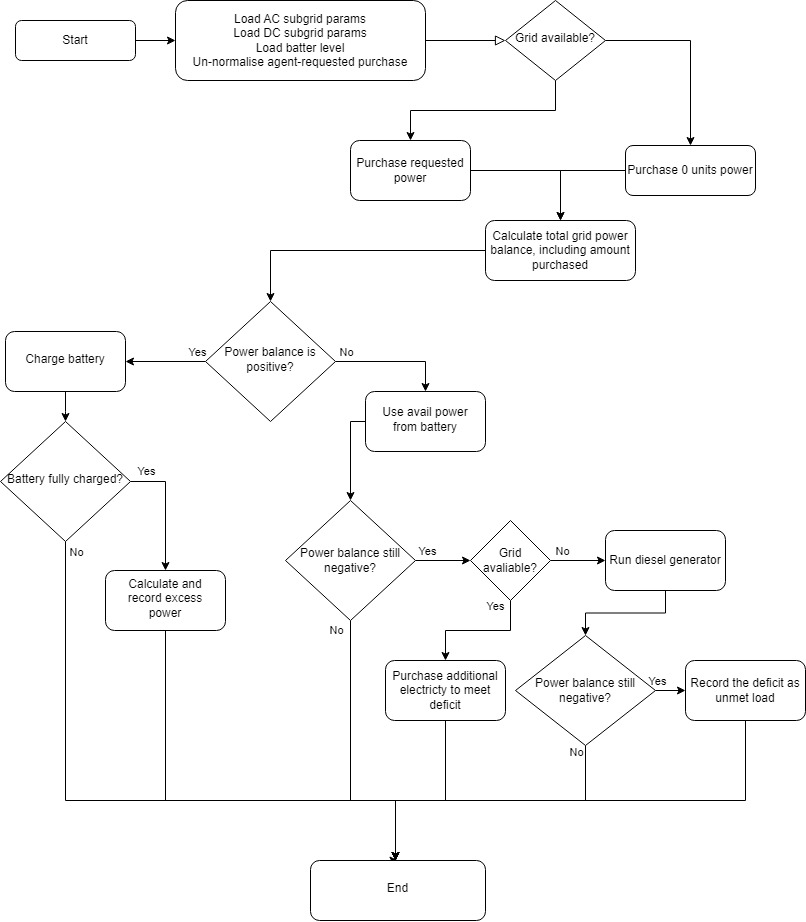 Start
Load AC subgrid params
Load DC subgrid params
Load batter level
Un-normalise agent-requested purchase
Grid available?
Purchase requested
power
Purchase 0 units power
Calculate total grid power
balance, including amount
purchased
Charge battery
Yes
Power balance is
positive?
No
Use avail power
from battery
Battery fully charged?
Yes
No
Calculate and
record excess
power
Power balance still
negative?
Yes
No
Grid
avaliable?
No
Yes
Run diesel generator
Purchase additional
electricty to meet
deficit
Power balance still
negative?
Yes
No
Record the deficit as
unmet load
End